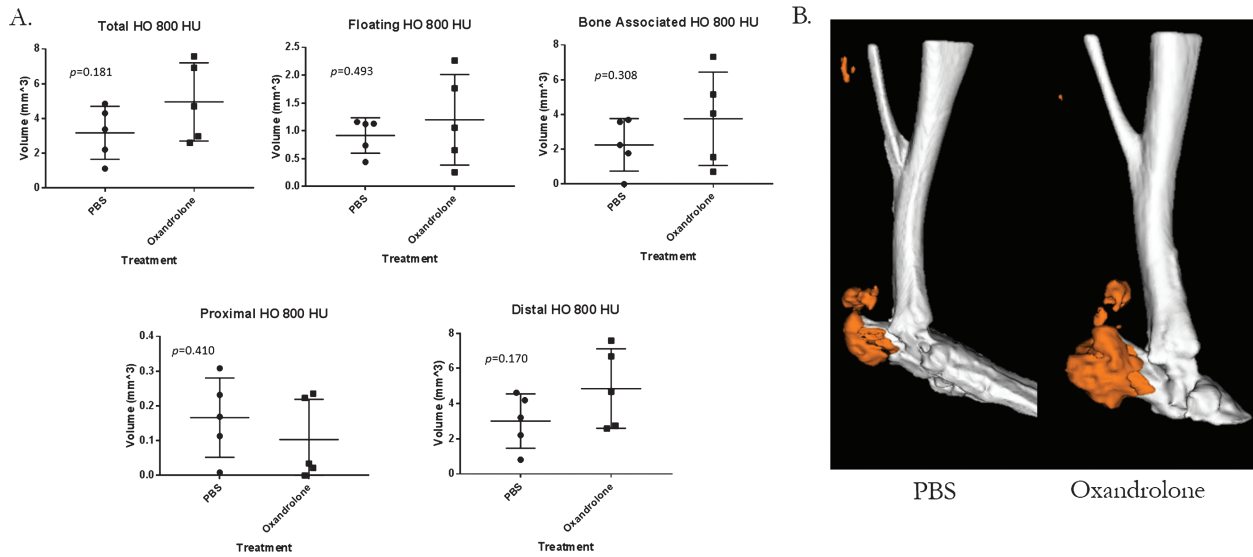 A.
Total HO 800 HU
Volume (mm^3)
8
6
4
2
0
p=0.181
PBS
Oxandrolone
Treatment
Floating HO 800 HU
Volume (mm^3)
2.5
2.0
1.5
1.0
0.5
0.0
p=0.493
PBS
Oxandrolone
Treatment
Bone Associated HO 800 HU
Volume (mm^3)
8
6
4
2
0
p=0.308
PBS
Oxandrolone
Treatment
Proximal HO 800 HU
Volume (mm^3)
0.4
0.3
0.2
0.1
0.0
p=0.410
PBS
Oxandrolone
Treatment
Distal HO 800 HU
Volume (mm^3)
8
6
4
2
0
p=0.170
PBS
Oxandrolone
Treatment
B.
PBS
Oxandrolone